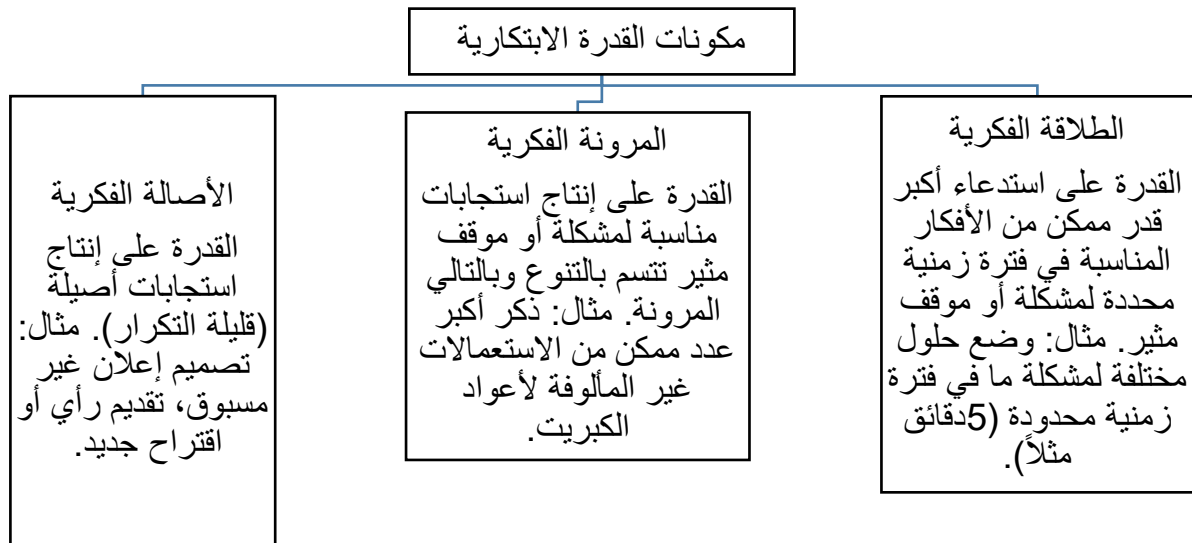 مكونات القدرة الابتكارية
الطلاقة الفكرية
القدرة على استدعاء أكبر
قدر ممكن من الأفكار
المناسبة في فترة زمنية
محددة لمشكلة أو موقف
مثير. مثال: وضع حلول
مختلفة لمشكلة ما في فترة
زمنية محدودة (5دقائق
مثلاً).
المرونة الفكرية
القدرة على إنتاج استجابات
مناسبة لمشكلة أو موقف
مثير تتسم بالتنوع وبالتالي
المرونة. مثال: ذكر أكبر
عدد ممكن من الاستعمالات
غير المألوفة لأعواد
الكبريت.
الأصالة الفكرية
القدرة على إنتاج
استجابات أصيلة
(قليلة التكرار). مثال:
تصميم إعلان غير
مسبوق، تقديم رأي أو
اقتراح جديد.